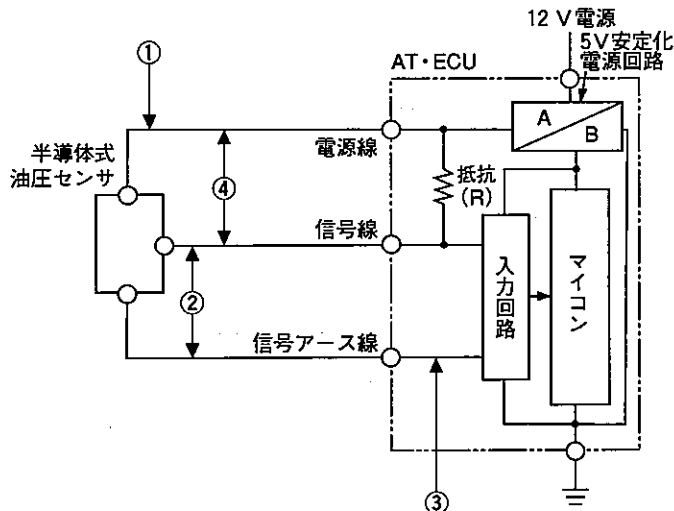 12 V電源
5V安定化
電源回路
AT・ECU
①
A
B
半導体式
油圧センサ
電源線
④
抵抗
(R)
信号線
②
入力回路
マイコン
信号アース線
③